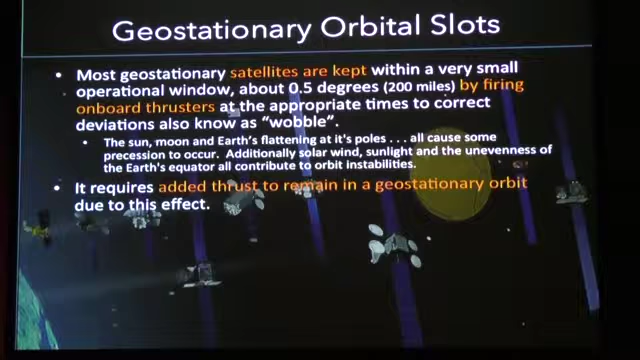 Geostationary Orbital Slots
• Most geostationary satellites are kept within a very small
operational window, about 0.5 degrees (200 miles) by firing
onboard thrusters at the appropriate times to correct
deviations also know as “wobble”.
• The sun, moon and Earth’s flattening at it's poles . . . all cause some
precession to occur. Additionally solar wind, sunlight and the unevenness of
the Earth's equator all contribute to orbit instabilities.
• It requires added thrust to remain in a geostationary orbit
due to this effect.